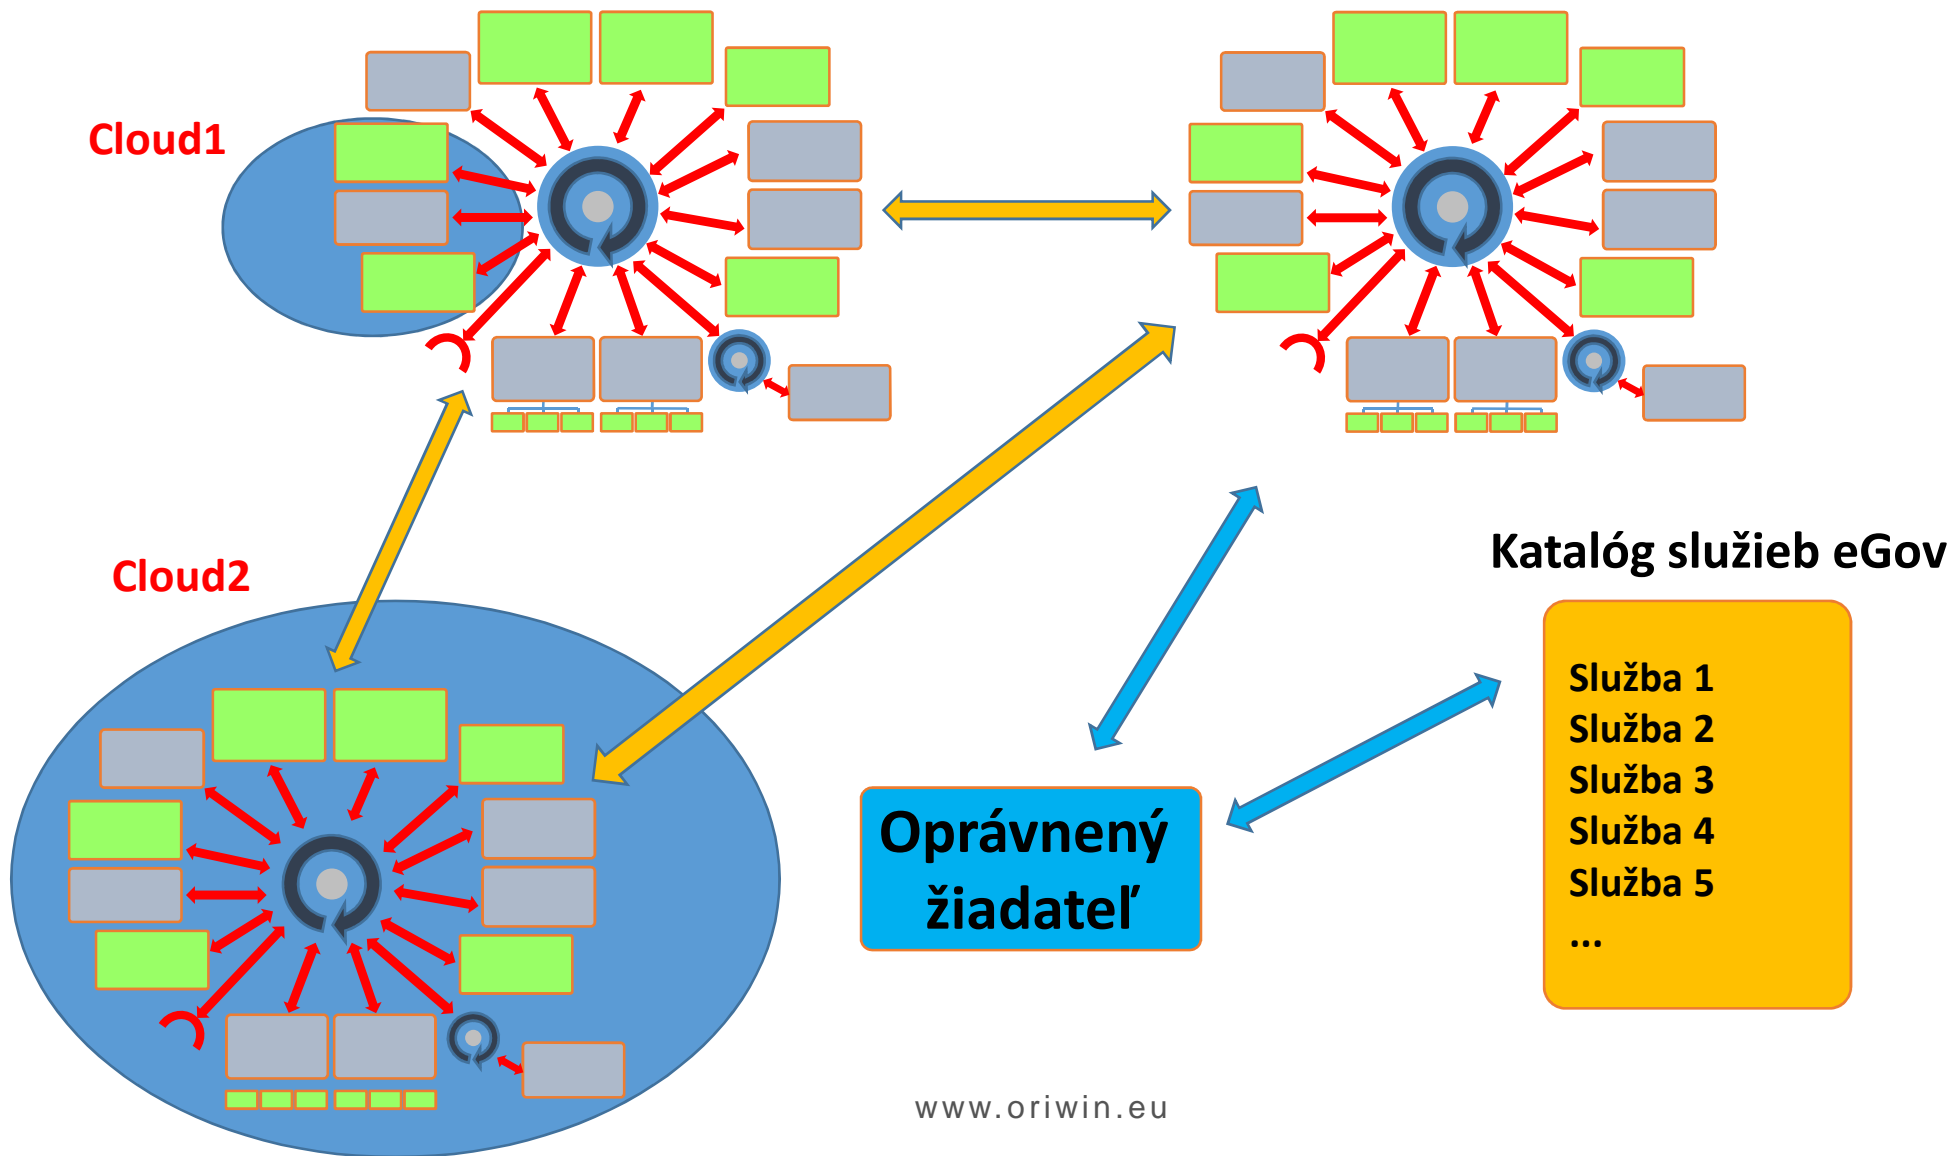 Cloud1
Cloud2
Katalóg služieb eGov
Služba 1
Služba 2
Služba 3
Služba 4
Služba 5
...
Oprávnený
žiadateľ
www.oriwin.eu